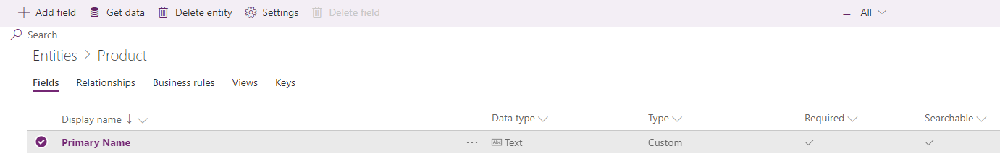 Add field Get data Delete entity Settings Delete field All
Search
Entities > Product
Fields Relationships Business rules Views Keys
Display name Data type Type Required Searchable
Primary Name ... Abc Text Custom